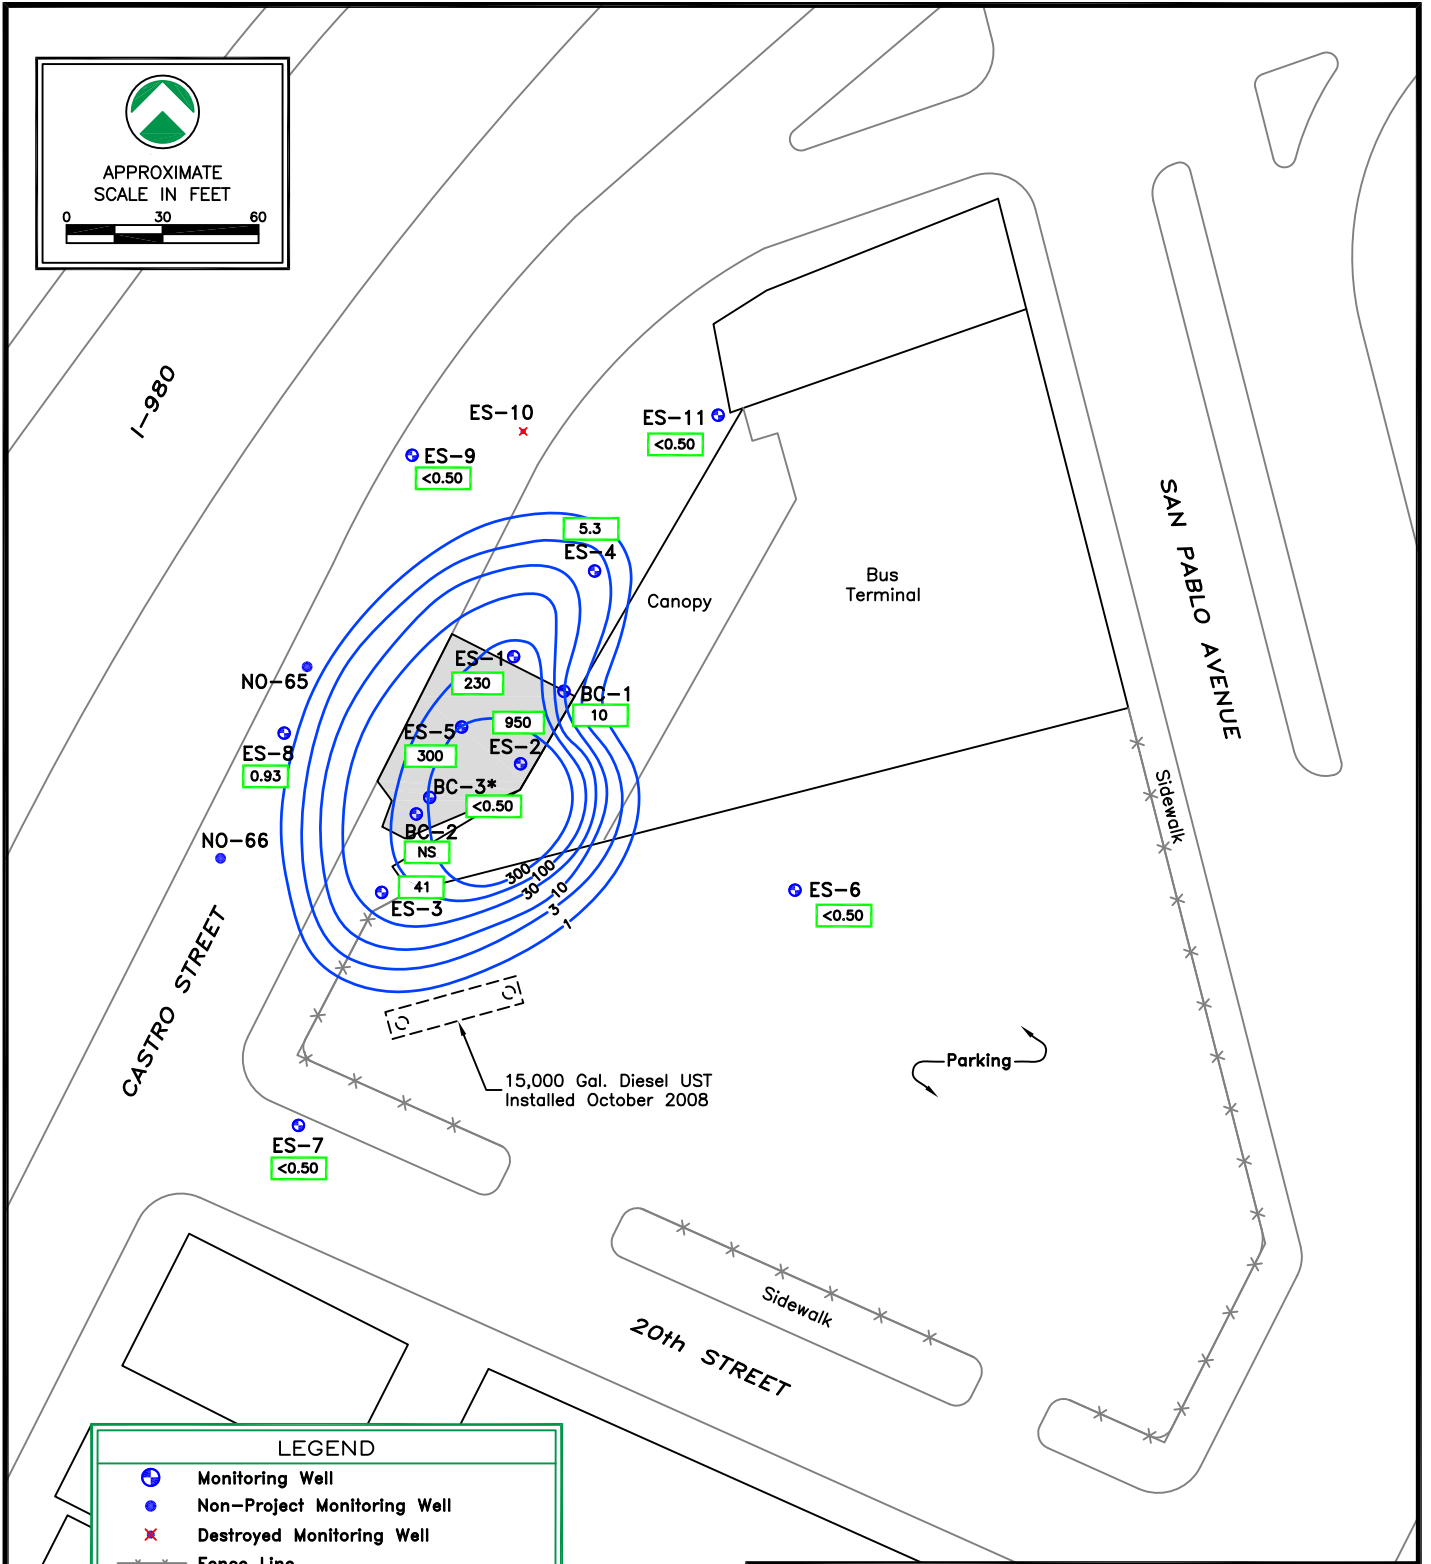 APPROXIMATE
SCALE IN FEET
0 30 60
I-980
ES-10
ES-11
<0.50
ES-9
<0.50
5.3
ES-4
Canopy
Bus
Terminal
SAN PABLO AVENUE
Sidewalk
NO-65
ES-1
230
BC-1
10
ES-5
950
300
ES-2
ES-8
0.93
BC-3*
<0.50
BC-2
NS
NO-66
41
ES-3
300
100
30
10
3
1
ES-6
<0.50
CASTRO STREET
15,000 Gal. Diesel UST
Installed October 2008
Parking
ES-7
<0.50
Sidewalk
20th STREET
LEGEND
Monitoring Well
Non-Project Monitoring Well
Destroyed Monitoring Well
Fence Line